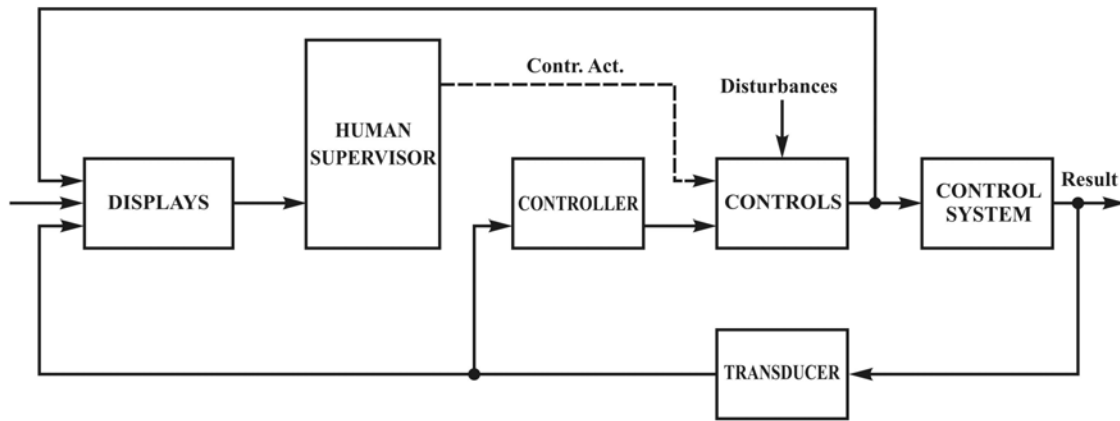 Contr. Act.
Disturbances
HUMAN
SUPERVISOR
DISPLAYS
CONTROLLER
CONTROLS
CONTROL
SYSTEM
Result
TRANSDUCER